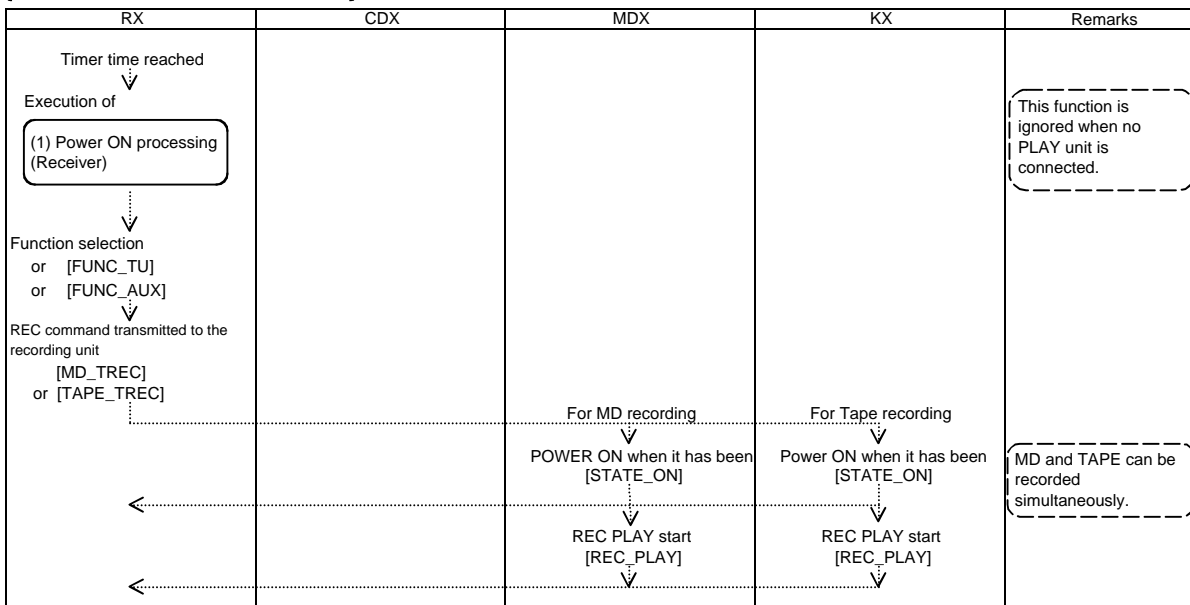 RX
CDX
MDX
KX
Remarks
Timer time reached
Execution of
(1) Power ON processing
(Receiver)
This function is
ignored when no
PLAY unit is
connected.
Function selection
or [FUNC_TU]
or [FUNC_AUX]
REC command transmitted to the
recording unit
[MD_TREC]
or [TAPE_TREC]
For MD recording
For Tape recording
POWER ON when it has been
[STATE_ON]
Power ON when it has been
[STATE_ON]
MD and TAPE can be
recorded
simultaneously.
REC PLAY start
[REC_PLAY]
REC PLAY start
[REC_PLAY]